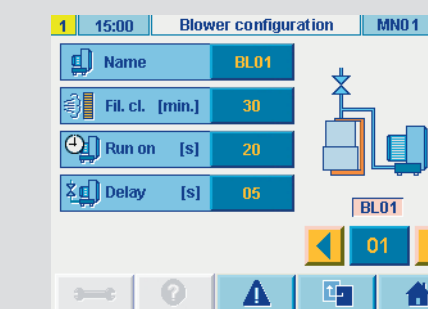 1 15:00 Blower configuration MN01
Name BL01
Fil. cl. [min.] 30
Run on [s] 20
Delay [s] 05
BL01
01
?